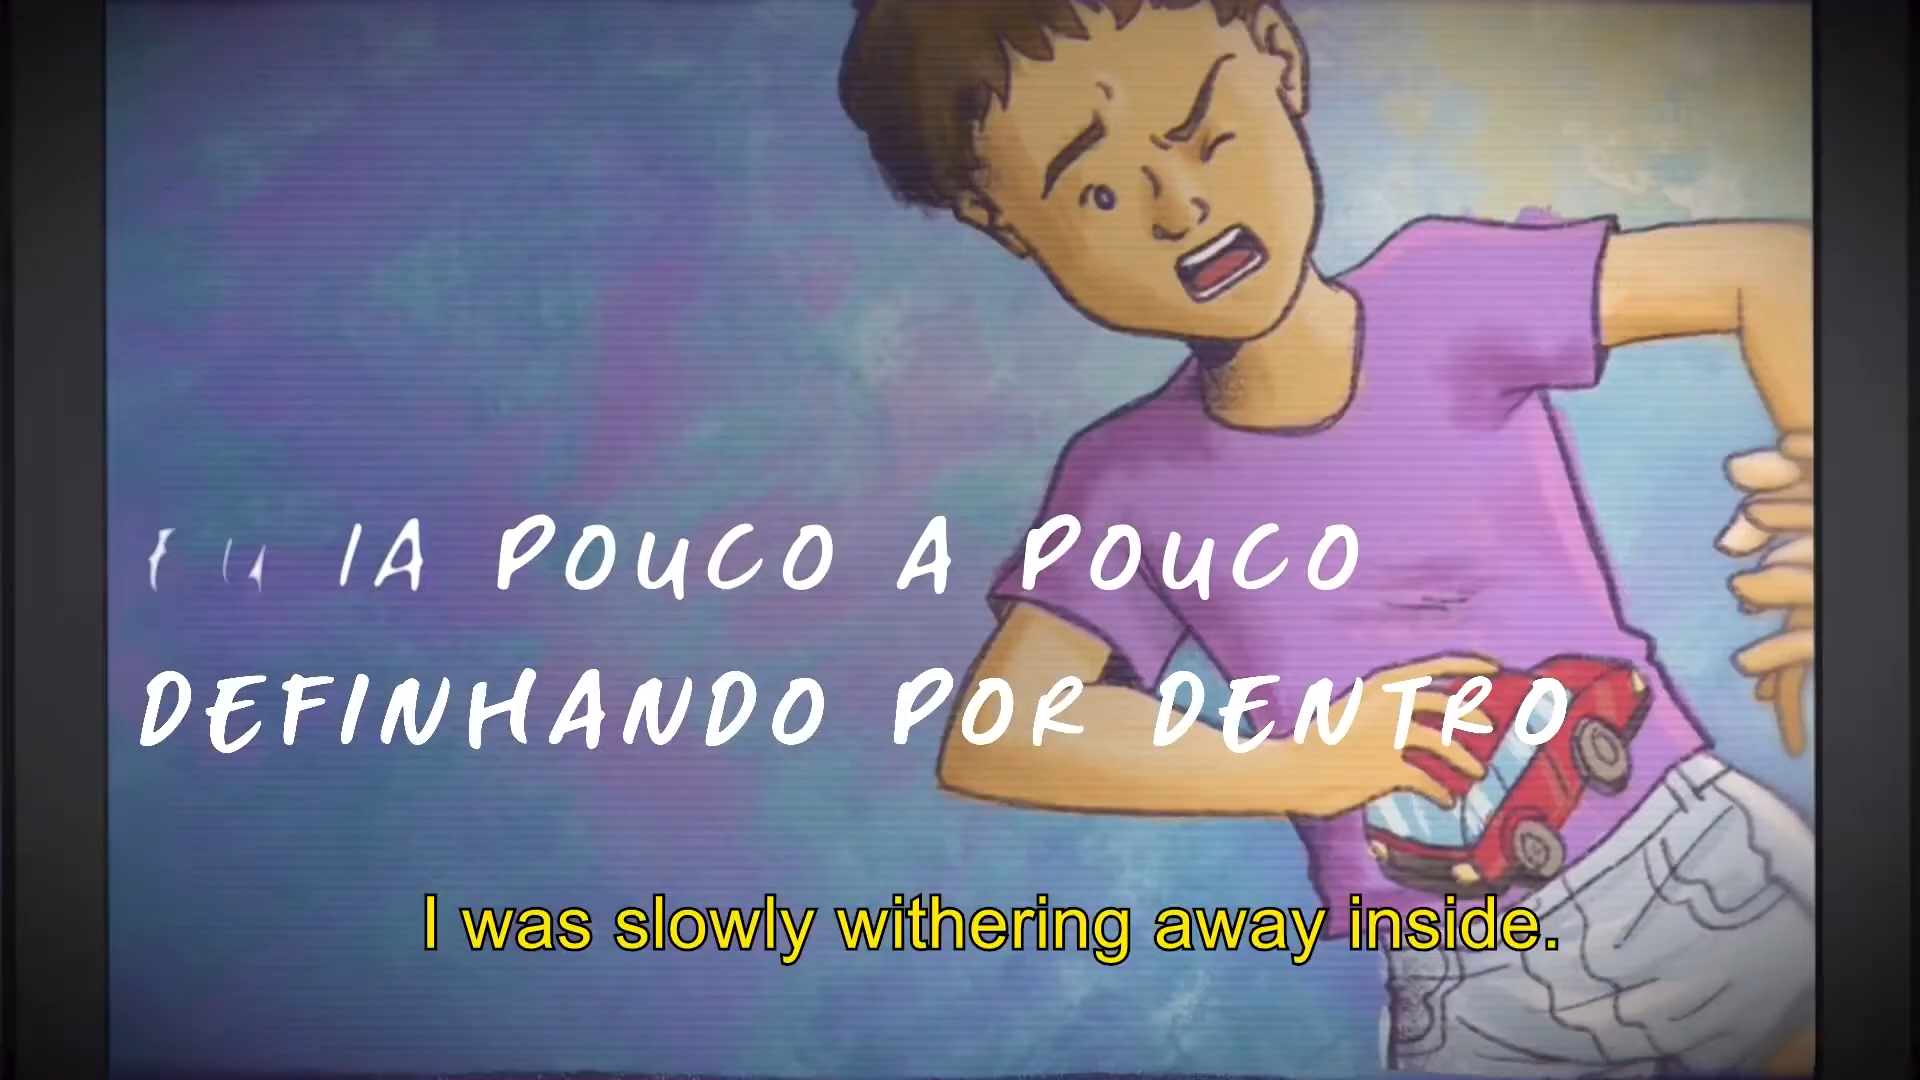 IA POUCO A POUCO
DEFINHANDO POR DENTRO
I was slowly withering away inside.